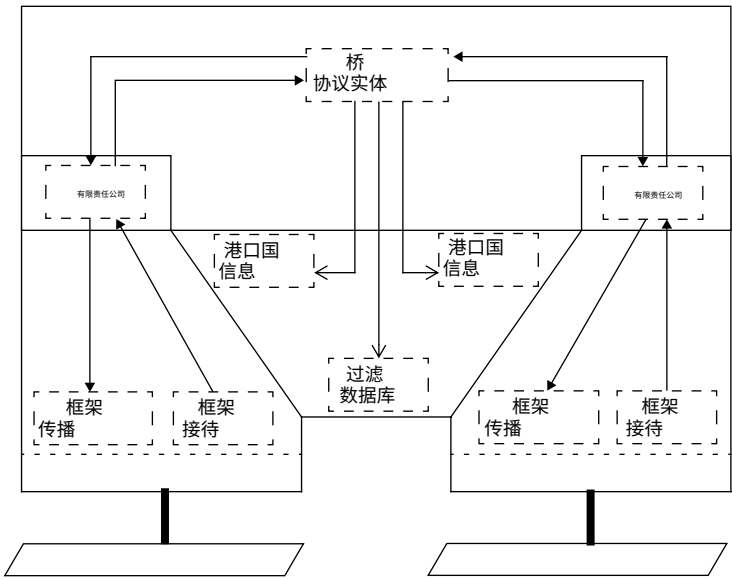 桥
协议实体
有限责任公司
有限责任公司
港口国
信息
港口国
信息
过滤
数据库
框架
传播
框架
接待
框架
传播
框架
接待